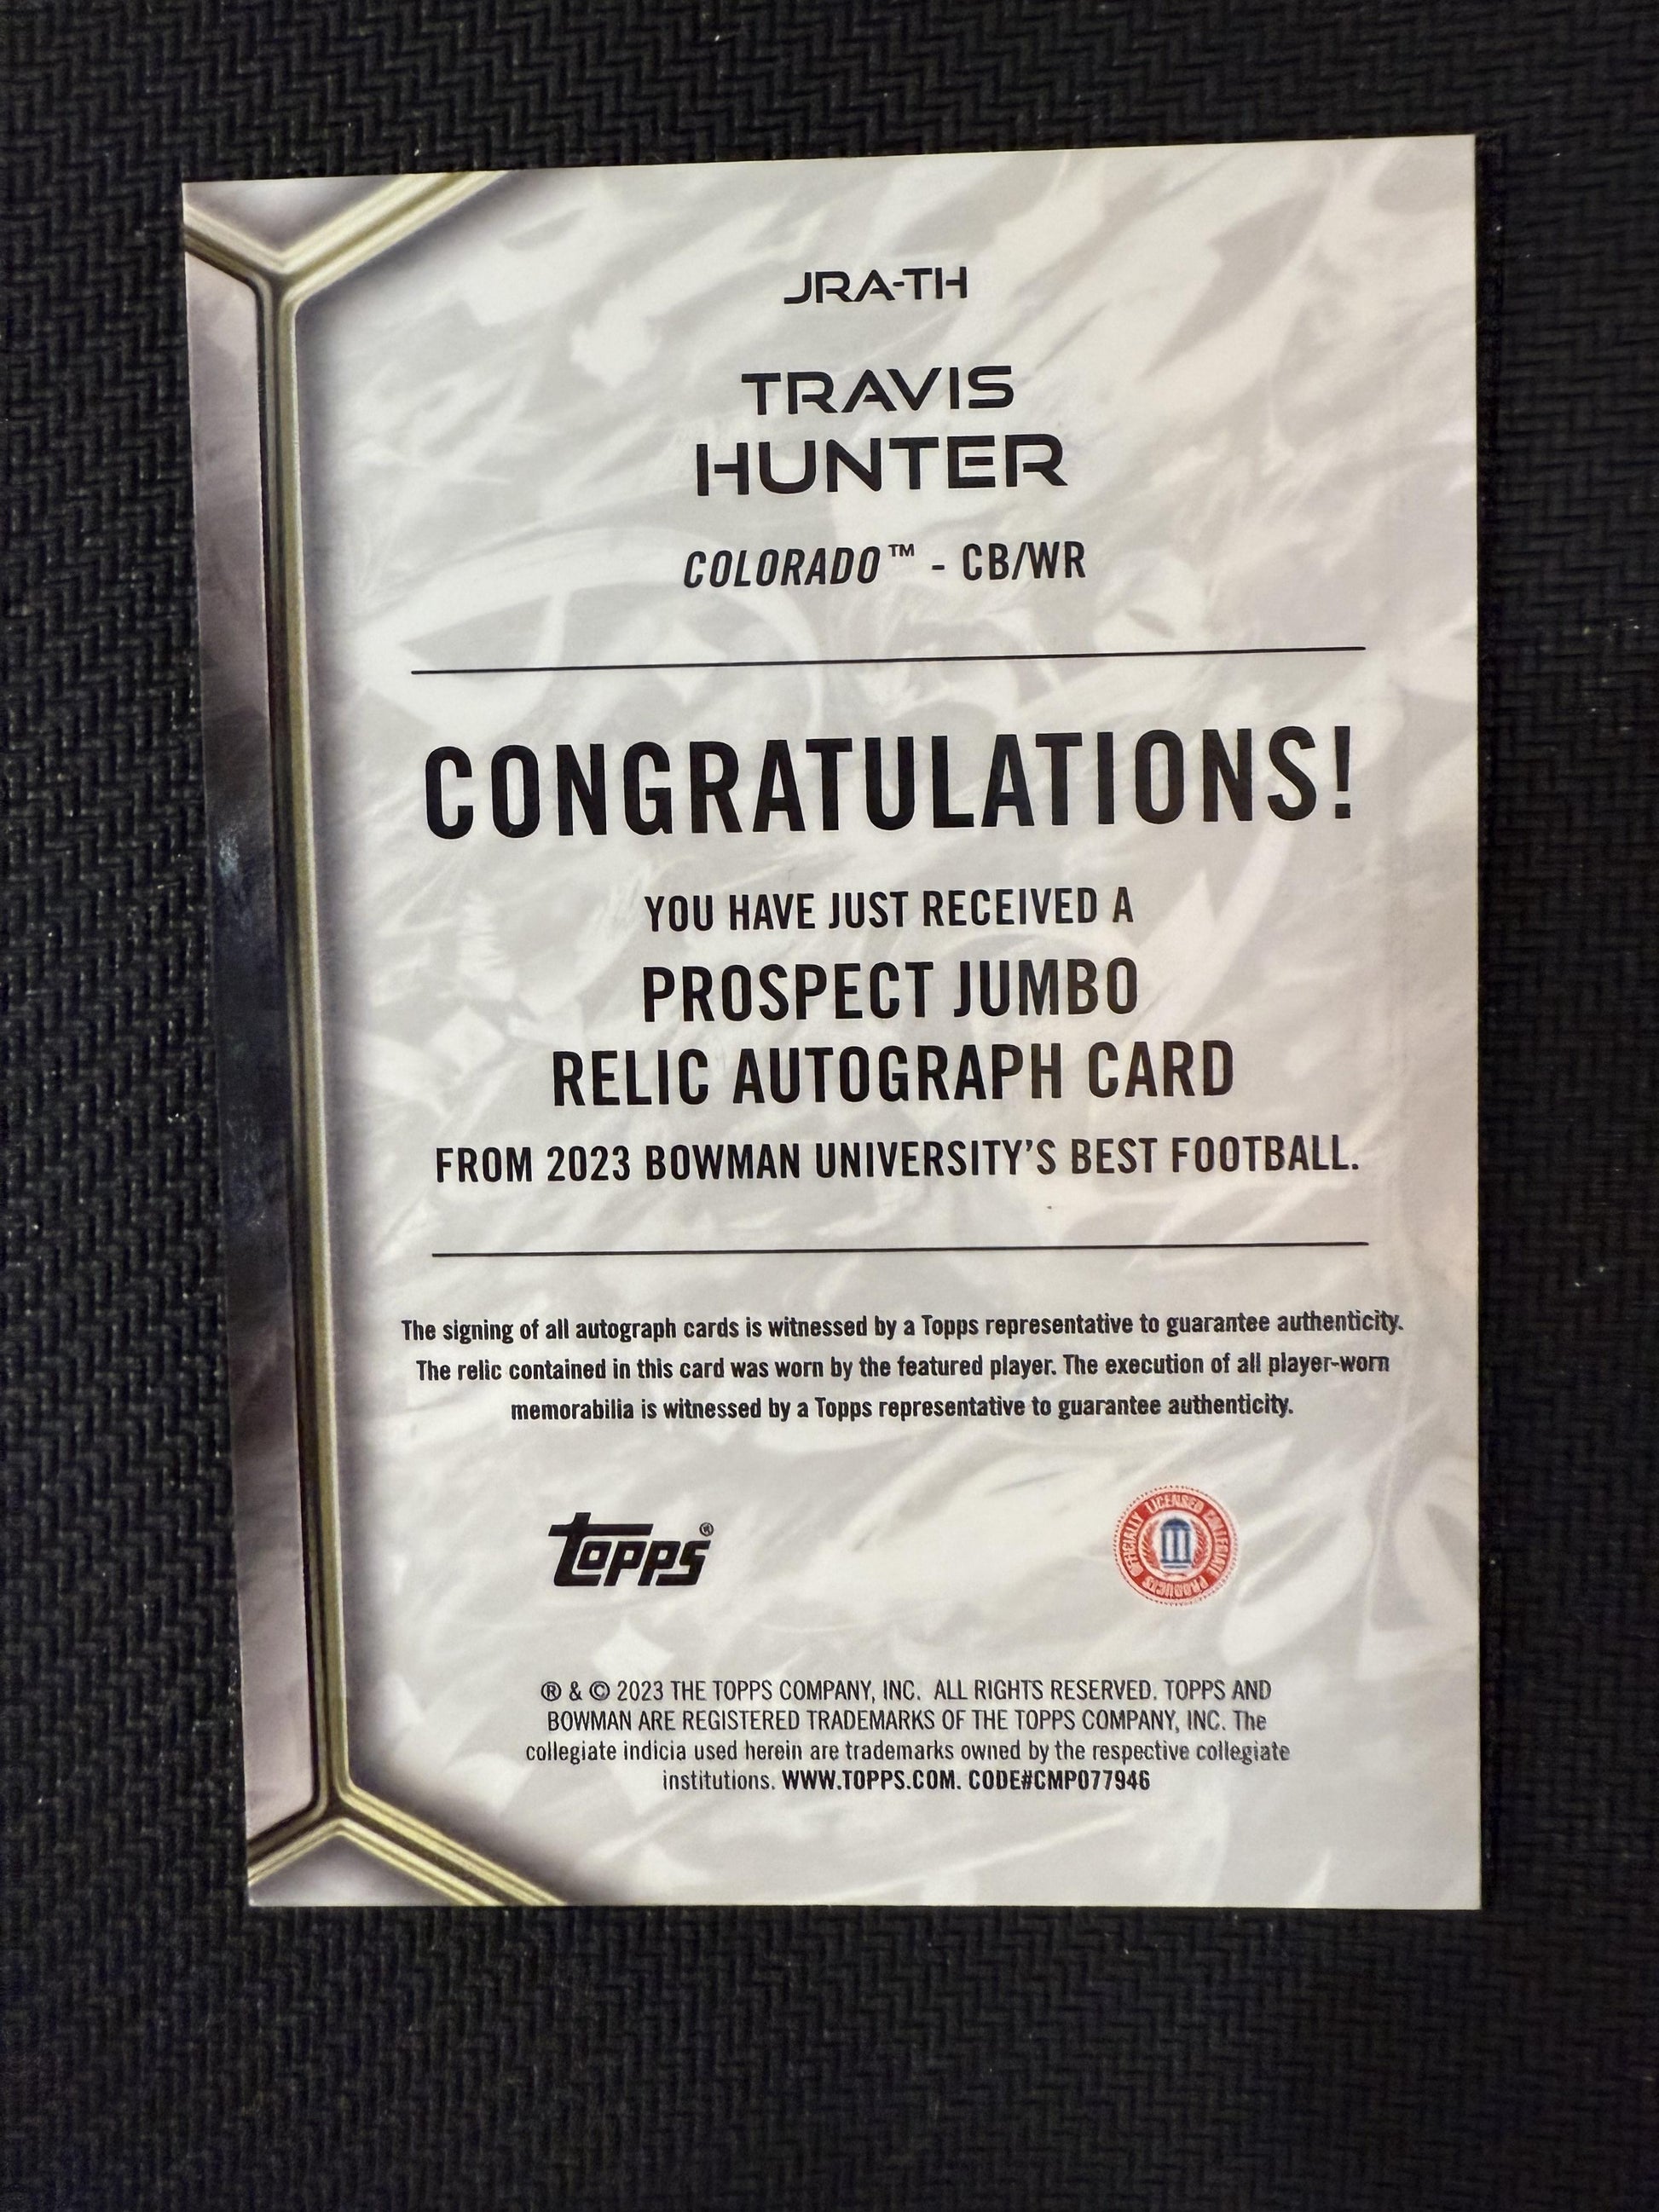 JRA-TH
TRAVIS
HUNTER
COLORADO™ - CB/WR
CONGRATULATIONS!
YOU HAVE JUST RECEIVED A
PROSPECT JUMBO
RELIC AUTOGRAPH CARD
FROM 2023 BOWMAN UNIVERSITY'S BEST FOOTBALL.
The signing of all autograph cards is witnessed by a Topps representative to guarantee authenticity.
The relic contained in this card was worn by the featured player. The execution of all player-worn
memorabilia is witnessed by a Topps representative to guarantee authenticity.
topps®
OFFICIALLY LICENSED COLLEGIATE PRODUCTS
® & © 2023 THE TOPPS COMPANY, INC. ALL RIGHTS RESERVED. TOPPS AND
BOWMAN ARE REGISTERED TRADEMARKS OF THE TOPPS COMPANY, INC. The
collegiate indicia used herein are trademarks owned by the respective collegiate
institutions. WWW.TOPPS.COM. CODE#CMP077946